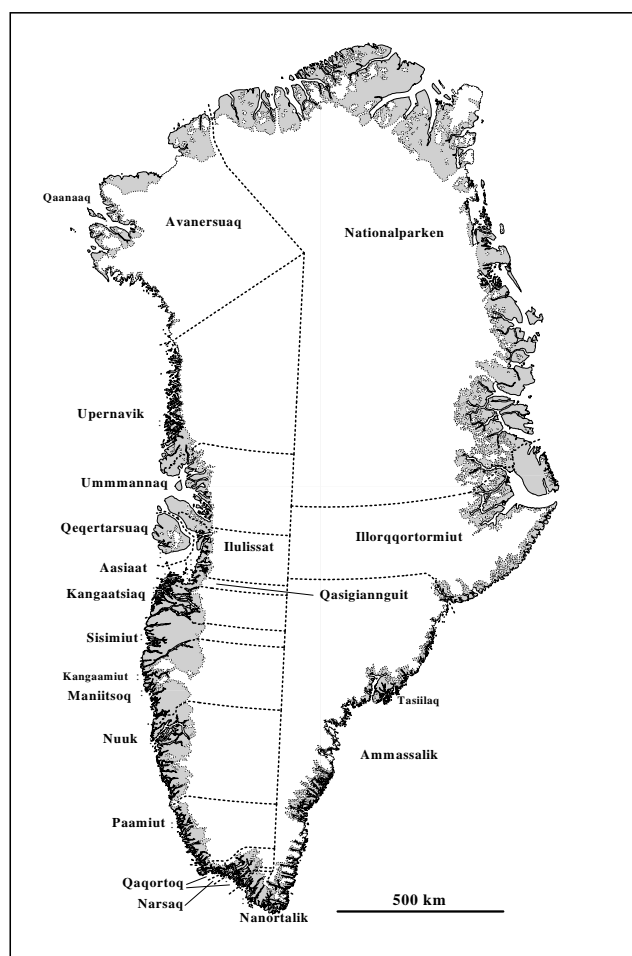 Qaanaaq
Avanersuaq
Nationalparken
Upernavik
Ummmannaq
Qeqertarsuaq
Ilulissat
Illorqqortormiut
Aasiaat
Kangaatsiaq
Qasigiannguit
Sisimiut
Kangaamiut
Maniitsoq
Tasiilaq
Nuuk
Ammassalik
Paamiut
Qaqortoq
Narsaq
Nanortalik
500 km